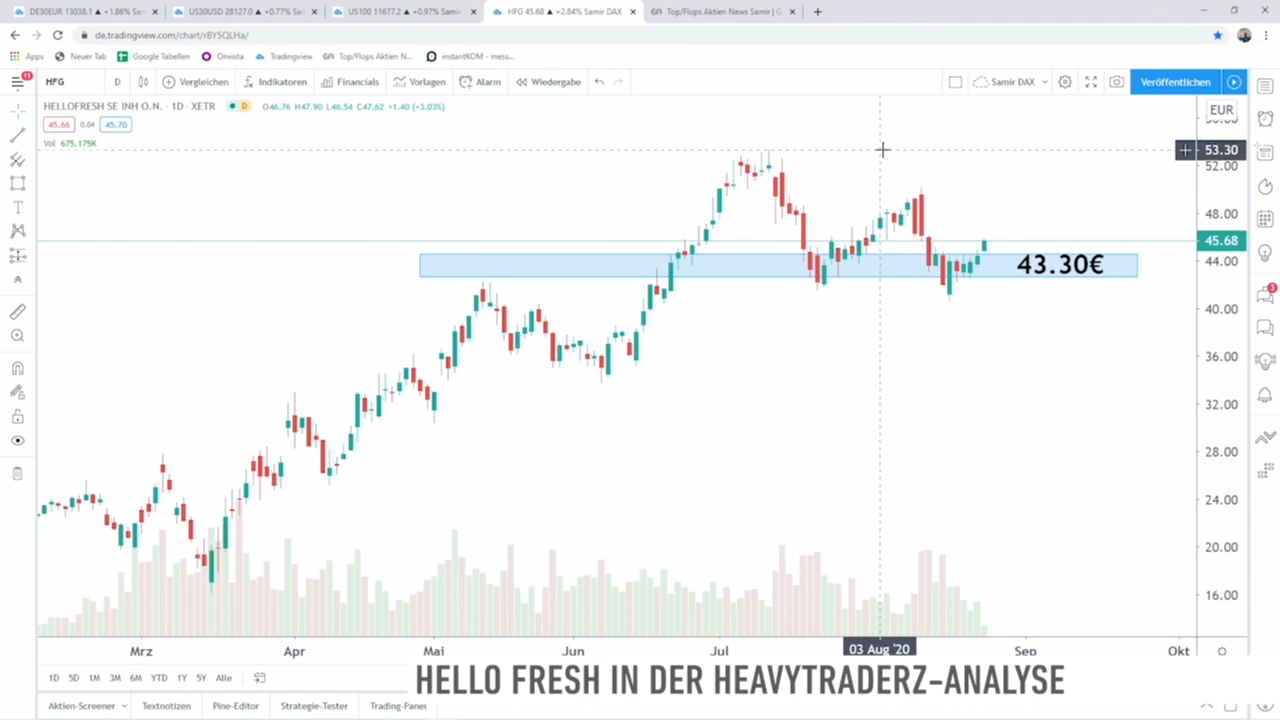 DE30EUR 13038.1 ▲ +1.86% Sam
US30USD 28127.0 ▲ +0.77% Sam
US100 11677.2 ▲ +0.97% Samir
HFG 45.68 ▲ +2.84% Samir DAX
Top/Flops Aktien News Samir | G
de.tradingview.com/chart/rBY5QLHa/
Apps
Neuer Tab
Google Tabellen
Onvista
Tradingview
Top/Flops Aktien N...
instantKOM - mess...
11
HFG
D
Vergleichen
Indikatoren
Financials
Vorlagen
Alarm
Wiedergabe
Samir DAX
Veröffentlichen
HELLOFRESH SE INH O.N. · 1D · XETR
D
O46.76 H47.90 L46.54 C47.62 +1.40 (+3.03%)
45.66
0.04
45.70
Vol 675.175K
EUR
53.30
52.00
48.00
45.68
44.00
40.00
36.00
32.00
28.00
24.00
20.00
16.00
43.30€
3
Mrz
Apr
Mai
Jun
Jul
03 Aug '20
Sep
Okt
1D 5D 1M 3M 6M YTD 1Y 5Y Alle
HELLO FRESH IN DER HEAVYTRADERZ-ANALYSE
Aktien-Screener
Textnotizen
Pine-Editor
Strategie-Tester
Trading-Panel